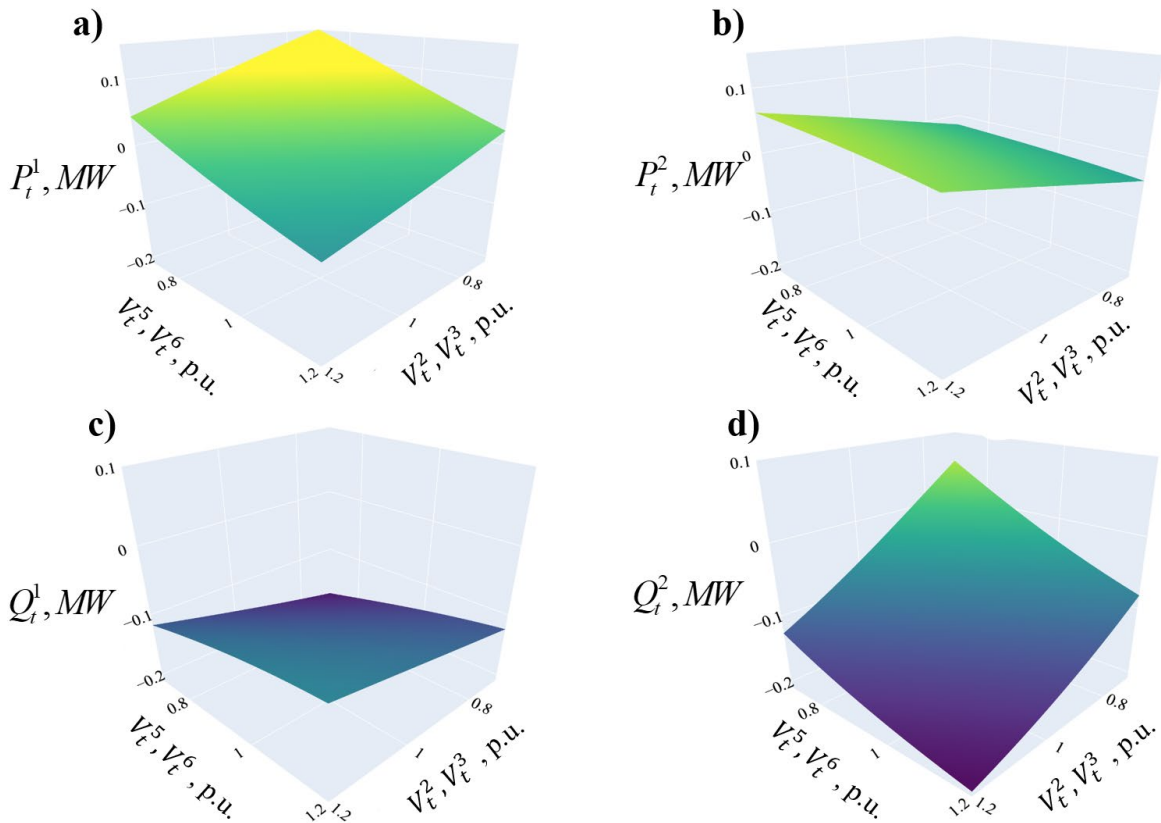 a)
0.1
0
−0.1
−0.2
P_t^1, MW
0.8
1
1.2
V_t^5, V_t^6, p.u.
0.8
1
1.2
V_t^2, V_t^3, p.u.
b)
0.1
0
−0.1
−0.2
P_t^2, MW
0.8
1
1.2
V_t^5, V_t^6, p.u.
0.8
1
1.2
V_t^2, V_t^3, p.u.
c)
0.1
0
−0.1
−0.2
Q_t^1, MW
0.8
1
1.2
V_t^5, V_t^6, p.u.
0.8
1
1.2
V_t^2, V_t^3, p.u.
d)
0.1
0
−0.1
−0.2
Q_t^2, MW
0.8
1
1.2
V_t^5, V_t^6, p.u.
0.8
1
1.2
V_t^2, V_t^3, p.u.